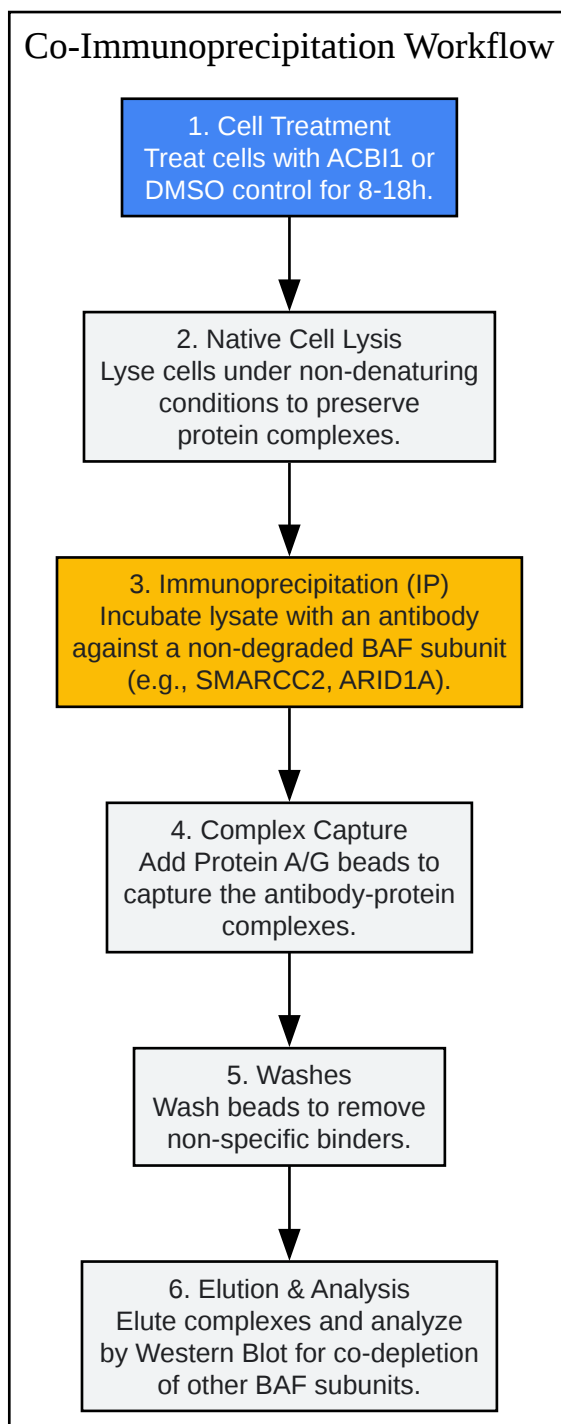 Co-Immunoprecipitation Workflow
1. Cell Treatment
Treat cells with ACBI1 or
DMSO control for 8-18h.
2. Native Cell Lysis
Lyse cells under non-denaturing
conditions to preserve
protein complexes.
3. Immunoprecipitation (IP)
Incubate lysate with an antibody
against a non-degraded BAF subunit
(e.g., SMARCC2, ARID1A).
4. Complex Capture
Add Protein A/G beads to
capture the antibody-protein
complexes.
5. Washes
Wash beads to remove
non-specific binders.
6. Elution & Analysis
Elute complexes and analyze
by Western Blot for co-depletion
of other BAF subunits.